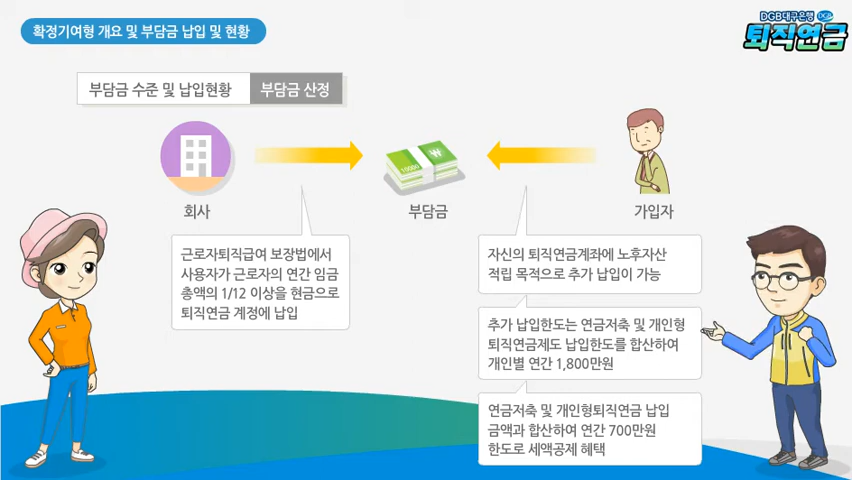 확정기여형 개요 및 부담금 납입 및 현황
DGB대구은행 DGB
퇴직연금
부담금 수준 및 납입현황 부담금 산정
10000 ₩
회사
부담금
가입자
근로자퇴직급여 보장법에서
사용자가 근로자의 연간 임금
총액의 1/12 이상을 현금으로
퇴직연금 계정에 납입
자신의 퇴직연금계좌에 노후자산
적립 목적으로 추가 납입이 가능
추가 납입한도는 연금저축 및 개인형
퇴직연금제도 납입한도를 합산하여
개인별 연간 1,800만원
연금저축 및 개인형퇴직연금 납입
금액과 합산하여 연간 700만원
한도로 세액공제 혜택